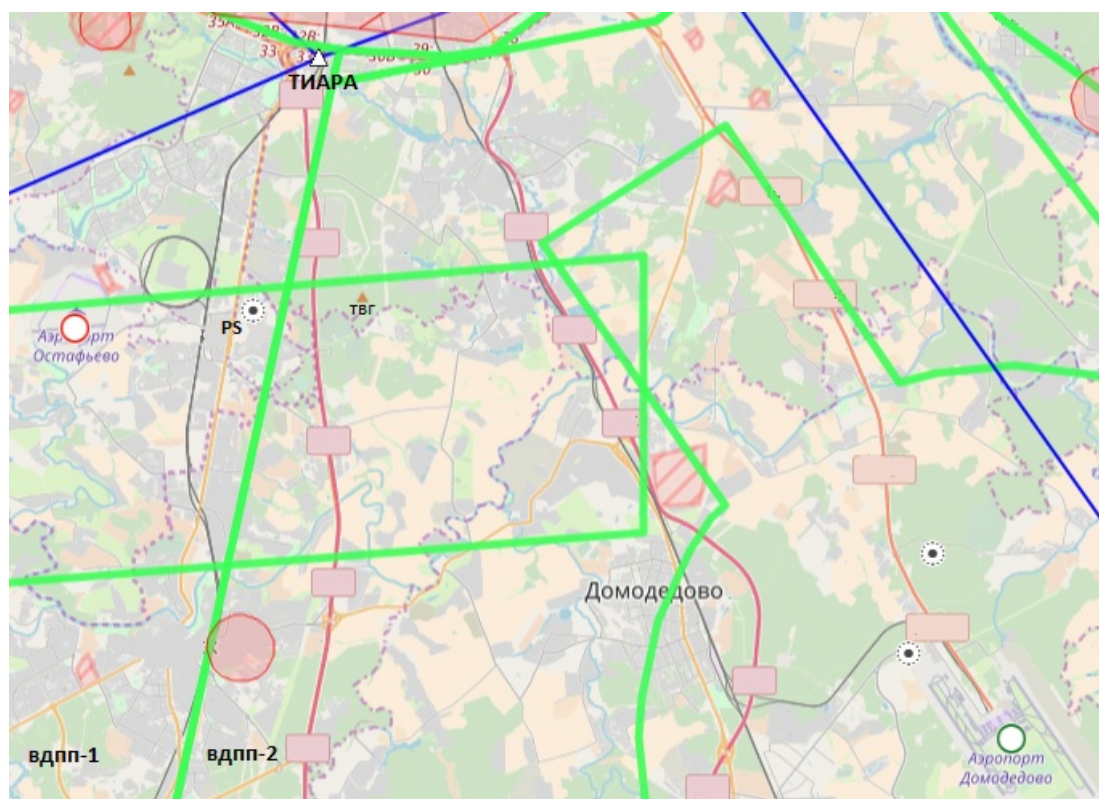 ТИАРА
твг
PS
Аэропорт
Остафьево
Домодедово
вдпп-1
вдпп-2
Аэропорт
Домодедово